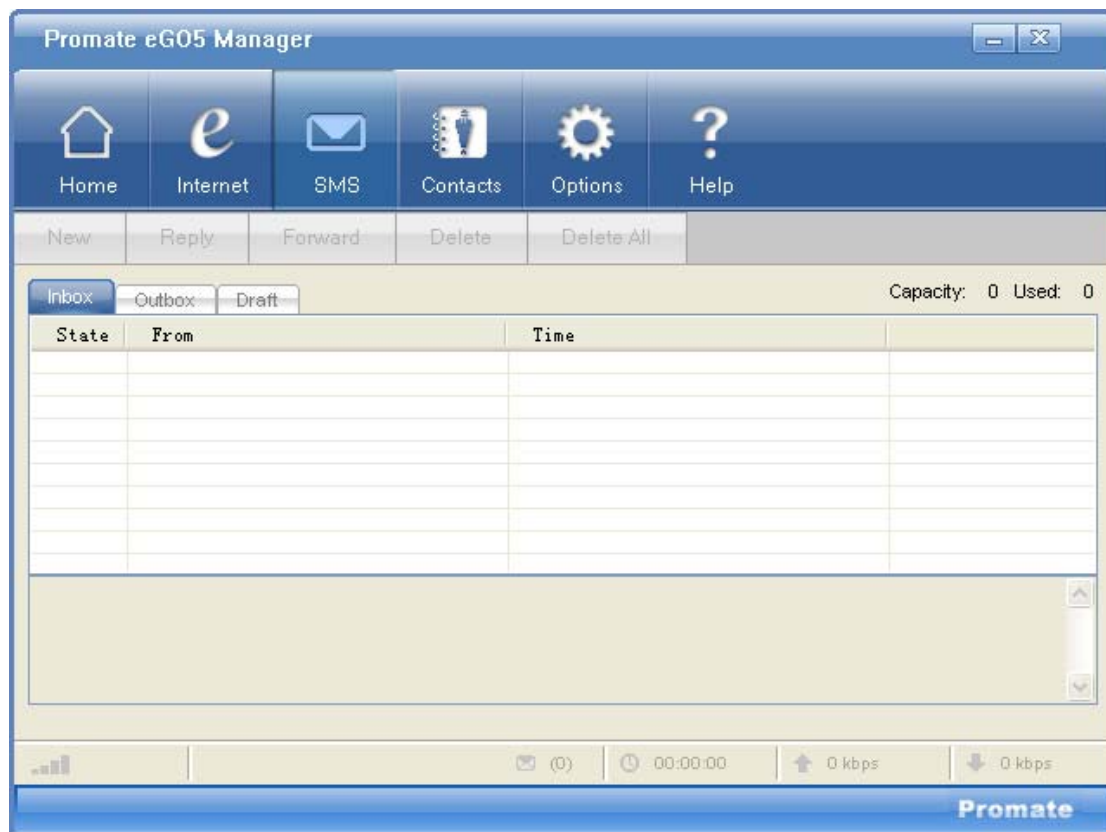 Promate eGO5 Manager
Home Internet SMS Contacts Options Help
New Reply Forward Delete Delete All
Inbox Outbox Draft Capacity: 0 Used: 0
State From Time
(0) 00:00:00 0 kbps 0 kbps
Promate